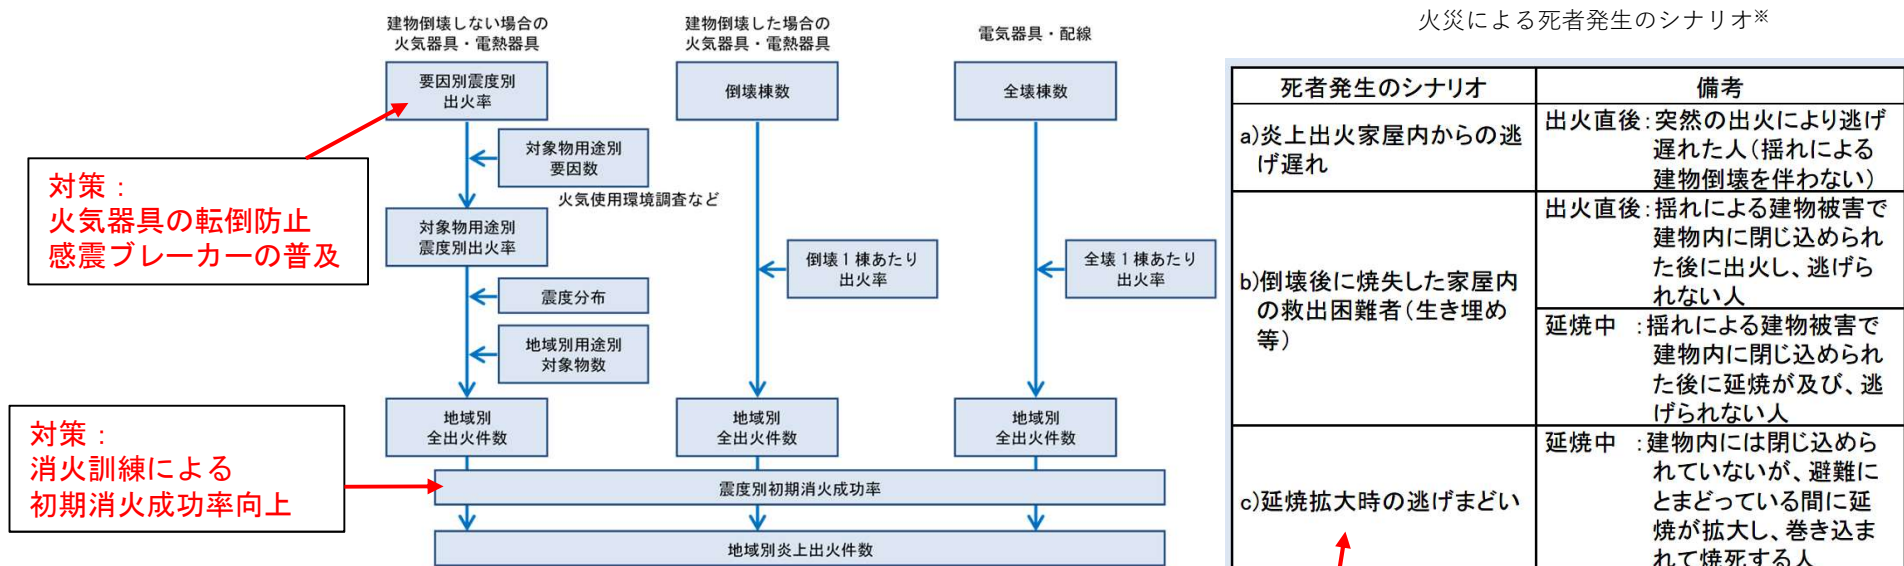 建物倒壊しない場合の
火気器具・電熱器具
建物倒壊した場合の
火気器具・電熱器具
電気器具・配線
要因別震度別
出火率
倒壊棟数
全壊棟数
対象物用途別
要因数
火気使用環境調査など
対象物用途別
震度別出火率
倒壊1棟あたり
出火率
全壊1棟あたり
出火率
震度分布
地域別用途別
対象物数
地域別
全出火件数
地域別
全出火件数
地域別
全出火件数
震度別初期消火成功率
地域別炎上出火件数
対策：
火気器具の転倒防止
感震ブレーカーの普及
対策：
消火訓練による
初期消火成功率向上
火災による死者発生のシナリオ※
死者発生のシナリオ
備考
a)炎上出火家屋内からの逃
げ遅れ
出火直後：突然の出火により逃げ
遅れた人（揺れによる
建物倒壊を伴わない）
b)倒壊後に焼失した家屋内
の救出困難者（生き埋め
等）
出火直後：揺れによる建物被害で
建物内に閉じ込められ
た後に出火し、逃げら
れない人
延焼中　：揺れによる建物被害で
建物内に閉じ込められ
た後に延焼が及び、逃
げられない人
c)延焼拡大時の逃げまどい
延焼中　：建物内には閉じ込めら
れていないが、避難に
とまどっている間に延
焼が拡大し、巻き込ま
れて焼死する人